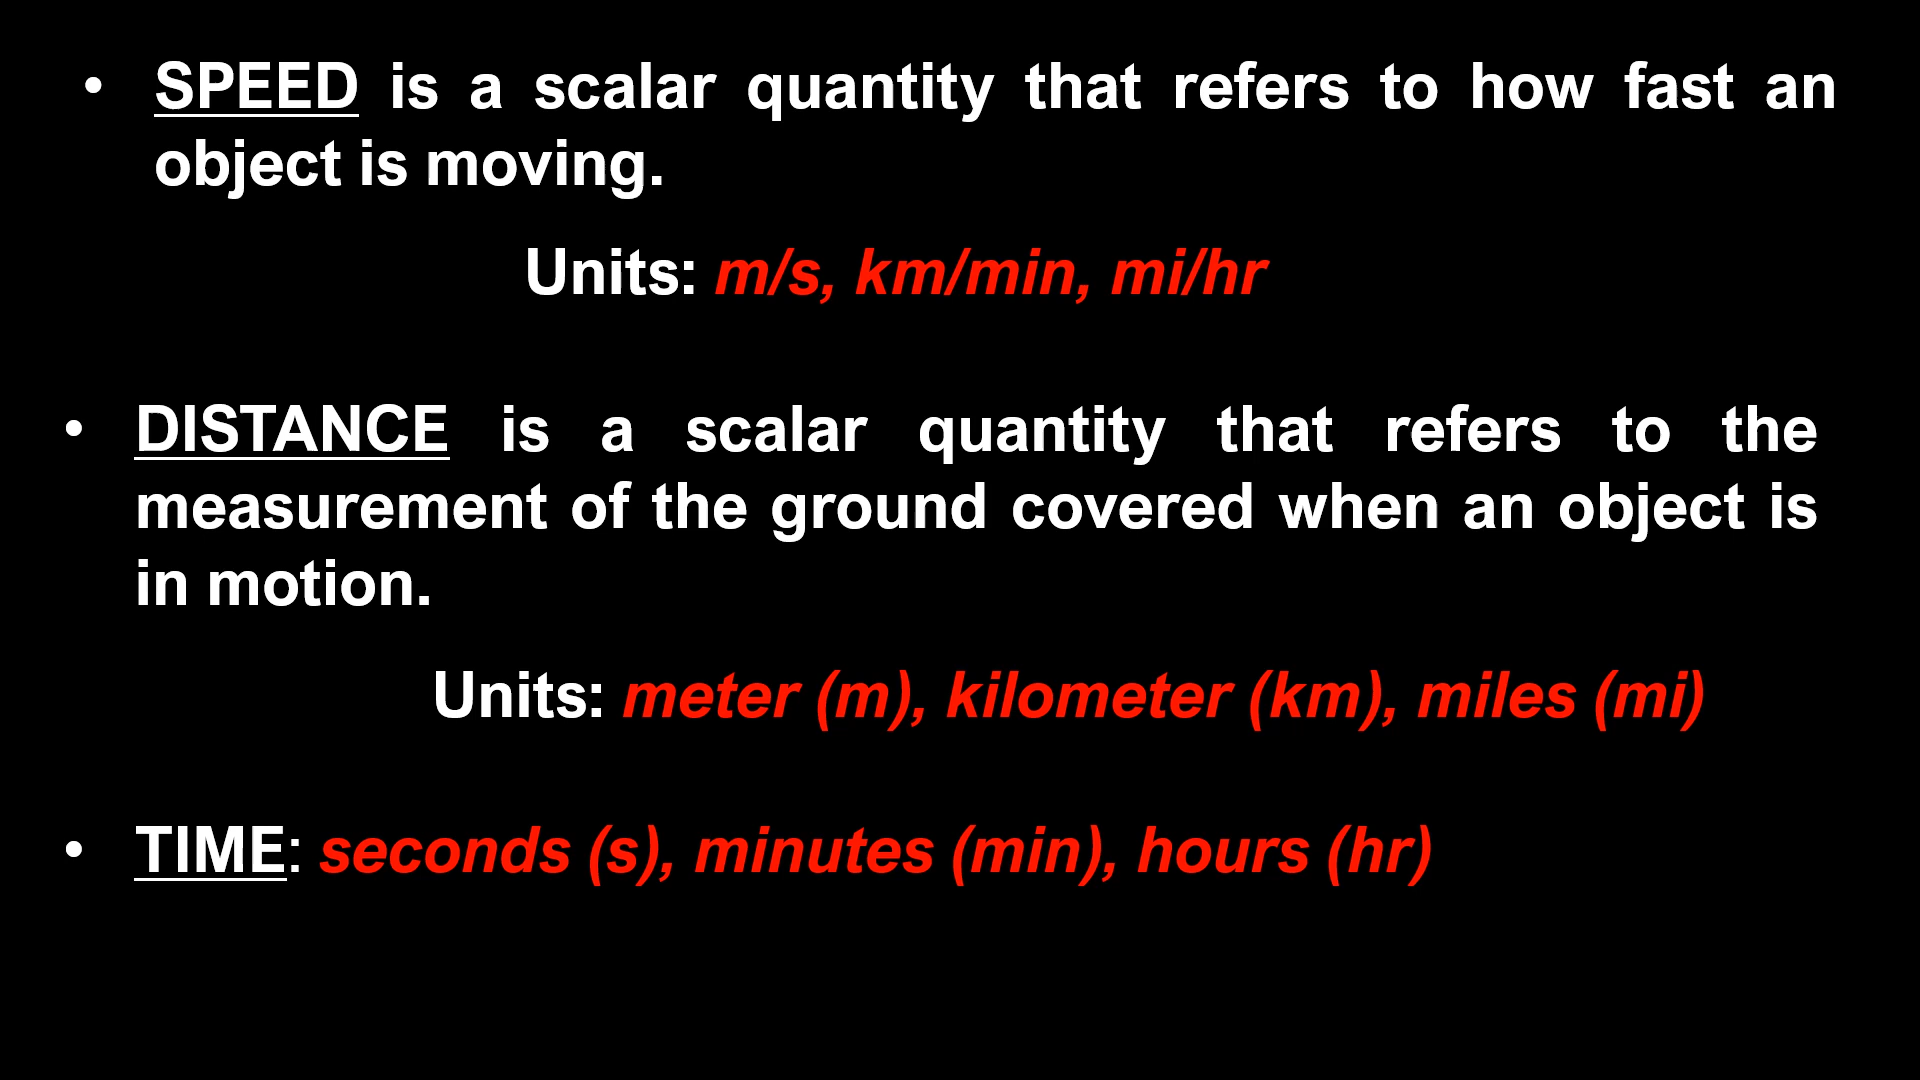 • SPEED is a scalar quantity that refers to how fast an
object is moving.
Units: m/s, km/min, mi/hr
• DISTANCE is a scalar quantity that refers to the
measurement of the ground covered when an object is
in motion.
Units: meter (m), kilometer (km), miles (mi)
• TIME: seconds (s), minutes (min), hours (hr)